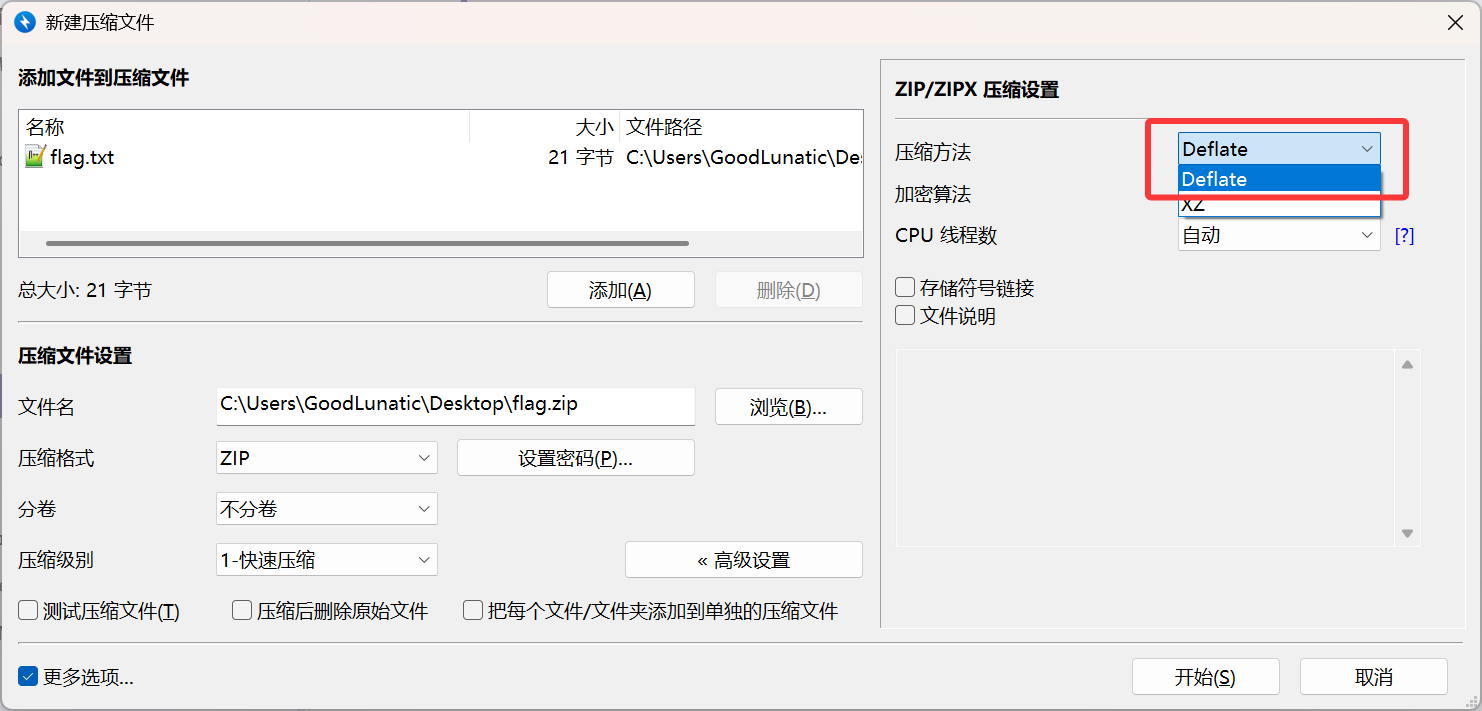 新建压缩文件
添加文件到压缩文件
名称 大小 文件路径
flag.txt 21 字节 C:\Users\GoodLunatic\De
总大小: 21 字节
添加(A)
删除(D)
压缩文件设置
文件名
C:\Users\GoodLunatic\Desktop\flag.zip
浏览(B)...
压缩格式
ZIP
设置密码(P)...
分卷
不分卷
压缩级别
1-快速压缩
« 高级设置
测试压缩文件(T)
压缩后删除原始文件
把每个文件/文件夹添加到单独的压缩文件
ZIP/ZIPX 压缩设置
压缩方法
Deflate
Deflate
XZ
加密算法
CPU 线程数
自动
[?]
存储符号链接
文件说明
更多选项...
开始(S)
取消